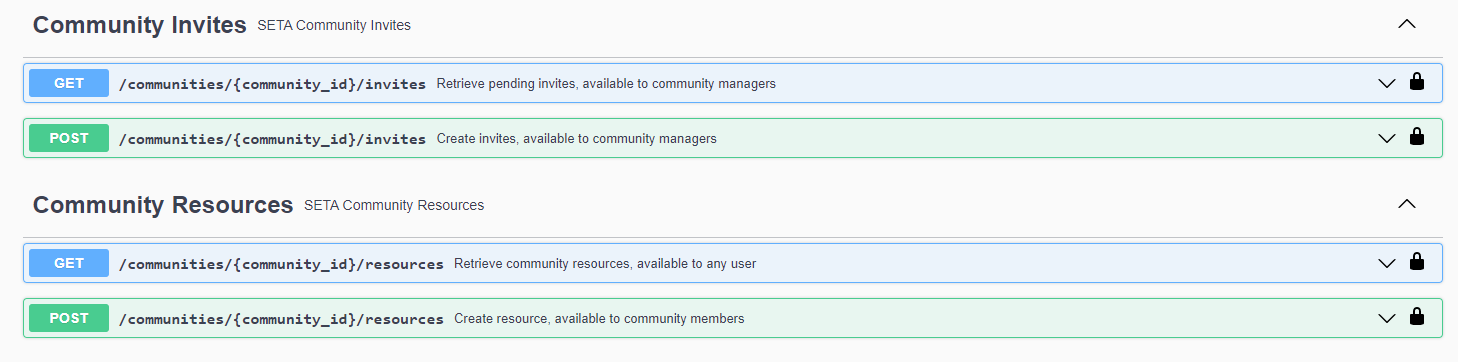 Community Invites SETA Community Invites
GET /communities/{community_id}/invites Retrieve pending invites, available to community managers
POST /communities/{community_id}/invites Create invites, available to community managers
Community Resources SETA Community Resources
GET /communities/{community_id}/resources Retrieve community resources, available to any user
POST /communities/{community_id}/resources Create resource, available to community members